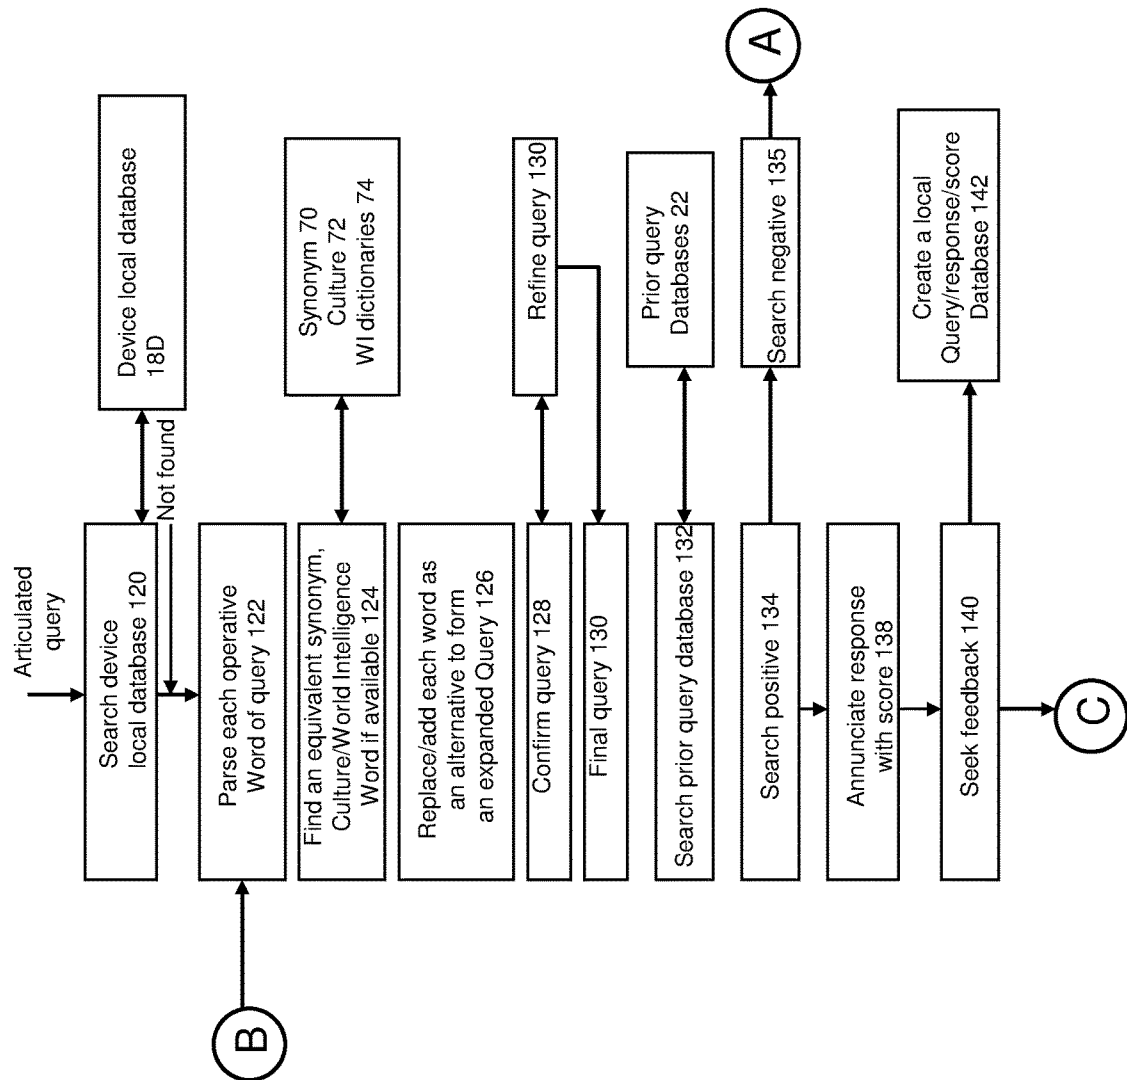 Articulated
query
Search device
local database 120
Device local database
18D
Not found
B
Parse each operative
Word of query 122
Find an equivalent synonym,
Culture/World Intelligence
Word if available 124
Synonym 70
Culture 72
WI dictionaries 74
Replace/add each word as
an alternative to form
an expanded Query 126
Confirm query 128
Refine query 130
Final query 130
Search prior query database 132
Prior query
Databases 22
Search positive 134
Search negative 135
A
Annunciate response
with score 138
Seek feedback 140
Create a local
Query/response/score
Database 142
C